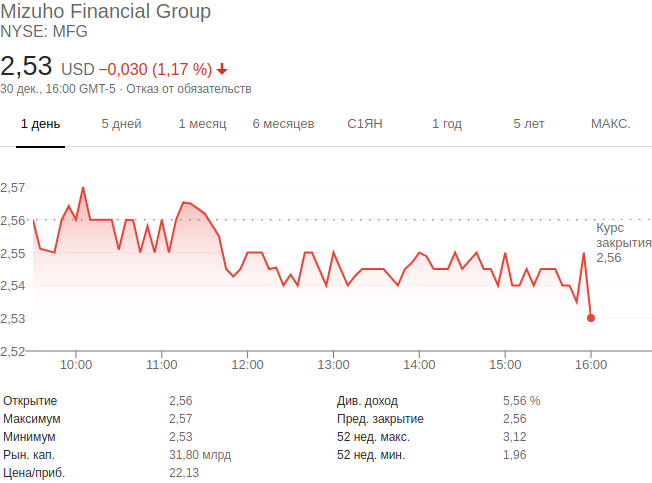 Mizuho Financial Group
NYSE: MFG
2,53 USD −0,030 (1,17 %)
30 дек., 16:00 GMT-5 · Отказ от обязательств
1 день 5 дней 1 месяц 6 месяцев С1ЯН 1 год 5 лет МАКС.
2,57
2,56
Курс
закрытия
2,56
2,55
2,54
2,53
2,52
10:00 11:00 12:00 13:00 14:00 15:00 16:00
Открытие 2,56 Див. доход 5,56 %
Максимум 2,57 Пред. закрытие 2,56
Минимум 2,53 52 нед. макс. 3,12
Рын. кап. 31,80 млрд 52 нед. мин. 1,96
Цена/приб. 22,13